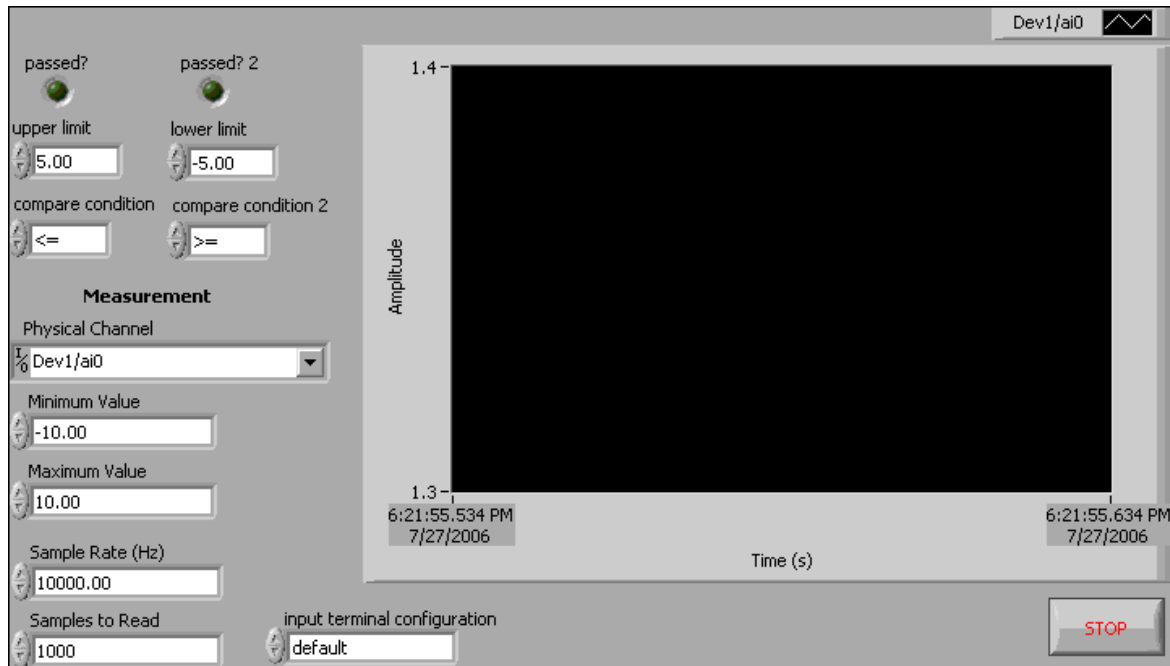 Dev1/ai0
passed? passed? 2
upper limit lower limit
5.00 -5.00
compare condition compare condition 2
<= >=
Measurement
Physical Channel
I/O Dev1/ai0
Minimum Value
-10.00
Maximum Value
10.00
Sample Rate (Hz)
10000.00
Samples to Read
1000
input terminal configuration
default
1.4
Amplitude
1.3
6:21:55.534 PM
7/27/2006
6:21:55.634 PM
7/27/2006
Time (s)
STOP